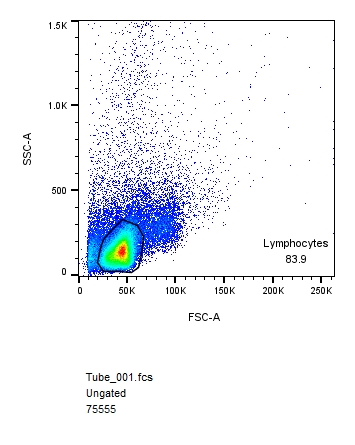 1.5K
1.0K
500
0
SSC-A
Lymphocytes
83.9
0 50K 100K 150K 200K 250K
FSC-A
Tube_001.fcs
Ungated
75555